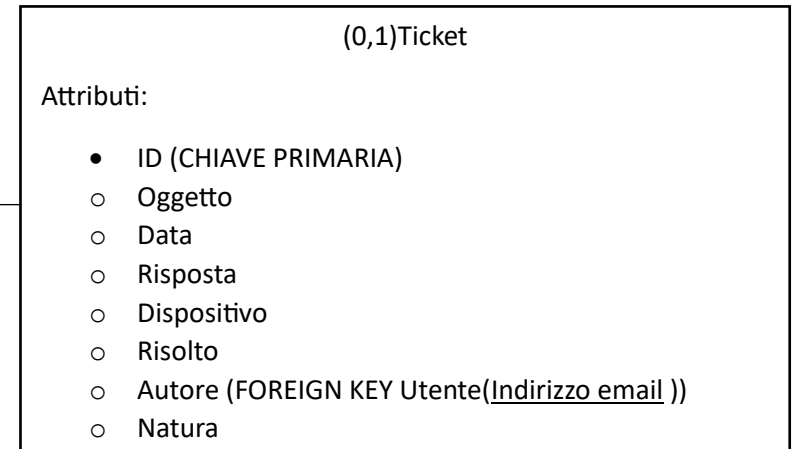 (0,1)Ticket
Attributi:
● ID (CHIAVE PRIMARIA)
○ Oggetto
○ Data
○ Risposta
○ Dispositivo
○ Risolto
○ Autore (FOREIGN KEY Utente(Indirizzo email ))
○ Natura